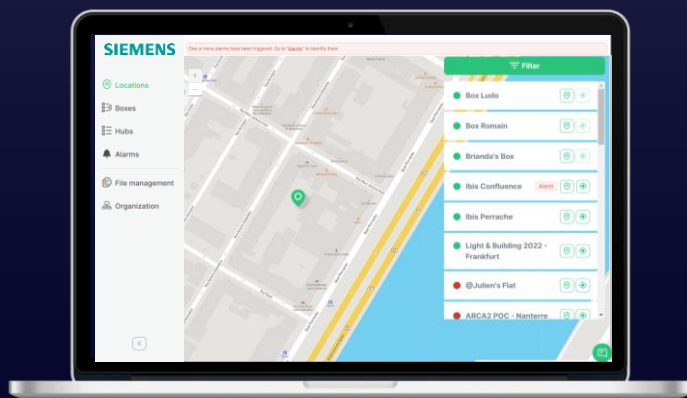 SIEMENS
One or more alarms have been triggered. Go to "Alarms" to identify them.
Locations
Boxes
Hubs
Alarms
File management
Organization
Filter
Box Ludo
Box Romain
Brianda's Box
Ibis Confluence Alarm
Ibis Perrache
Light & Building 2022 -
Frankfurt
@Julien's Flat
ARCA2 POC - Nanterre